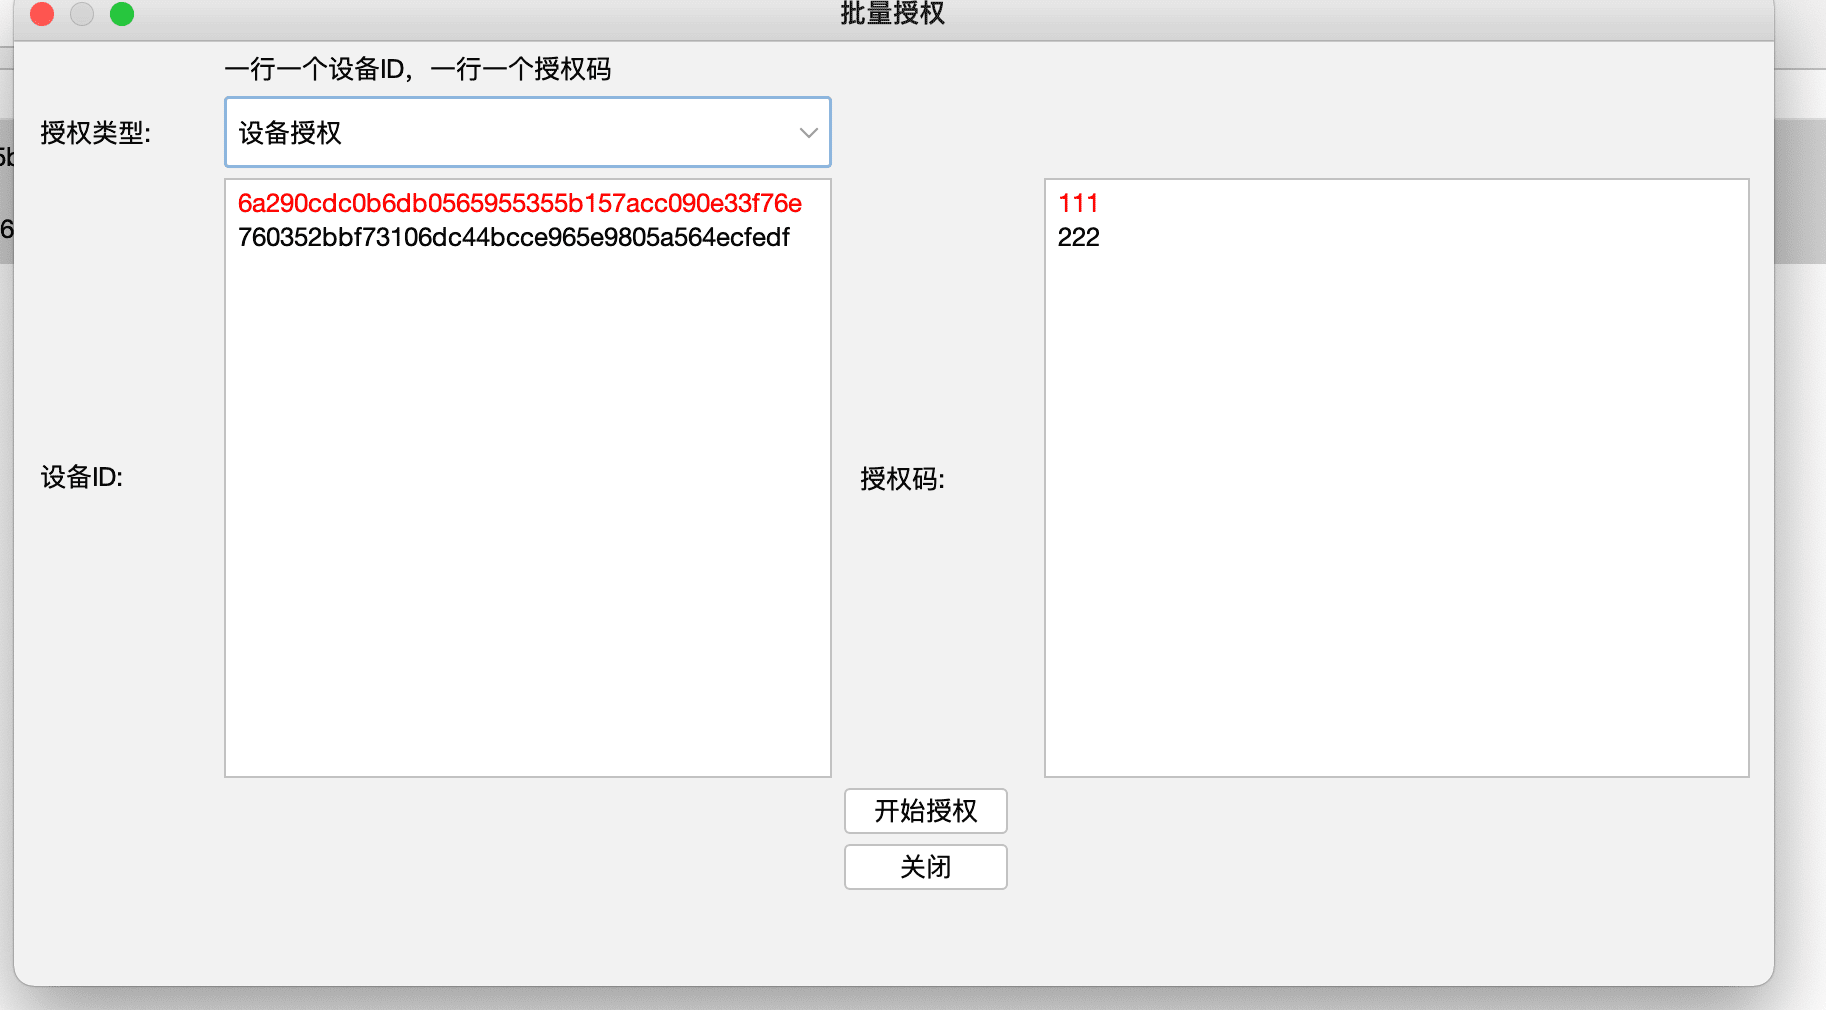 批量授权
一行一个设备ID，一行一个授权码
授权类型:
设备授权
6a290cdc0b6db0565955355b157acc090e33f76e
760352bbf73106dc44bcce965e9805a564ecfedf
设备ID:
111
222
授权码:
开始授权
关闭